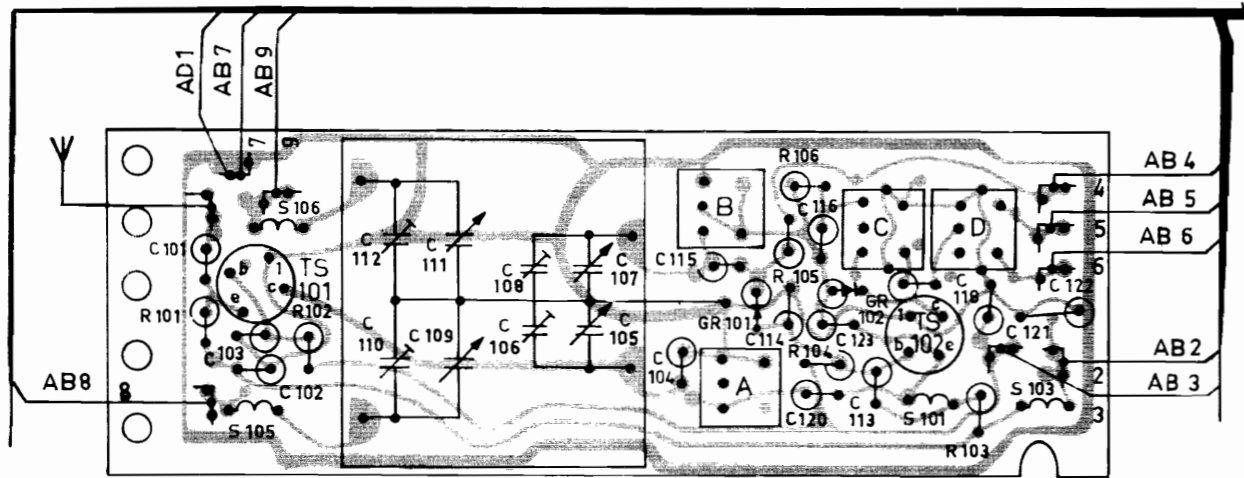 AD1
AB7
AB9
7
9
S 106
C 101
b 1
c
e
TS 101
R 101
R102
C 103
C 102
AB8
8
S 105
C 112
C 111
C 110
C 109
C 108
C 107
C 106
C 105
B
R 106
C 116
C
D
C 115
R 105
GR 101
GR 102
C 114
C 118
1 c
TS 102
b e
C 123
R 104
C 104
A
C 120
C 113
S 101
R 103
S 103
C 121
C 122
4
AB 4
5
AB 5
6
AB 6
AB 2
2
AB 3
3